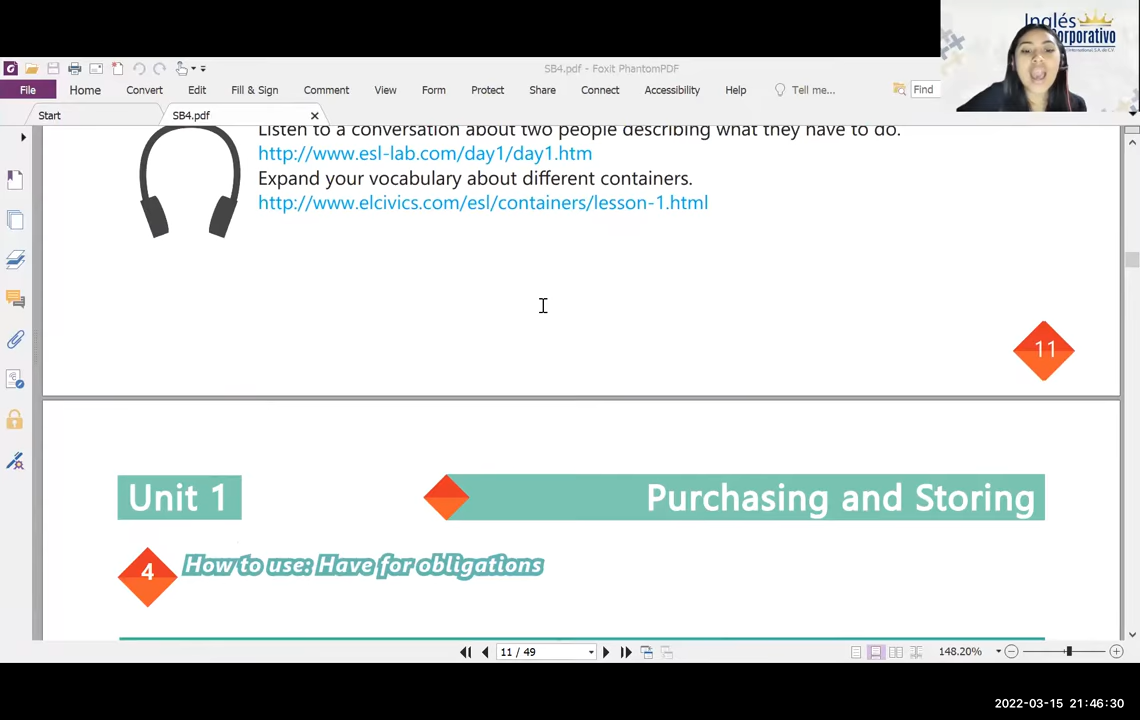 Inglés
Corporativo
SB4.pdf - Foxit PhantomPDF
File Home Convert Edit Fill & Sign Comment View Form Protect Share Connect Accessibility Help Tell me... Find
Start SB4.pdf
Listen to a conversation about two people describing what they have to do.
http://www.esl-lab.com/day1/day1.htm
Expand your vocabulary about different containers.
http://www.elcivics.com/esl/containers/lesson-1.html
11
Unit 1 Purchasing and Storing
4 How to use: Have for obligations
11 / 49 148.20%
2022-03-15 21:46:30